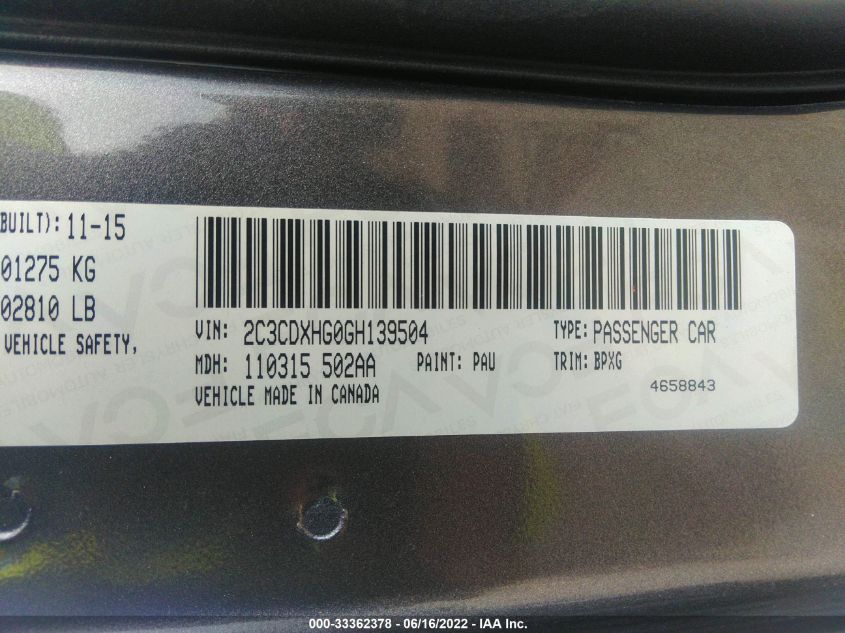 BUILT): 11-15
01275 KG
02810 LB
VEHICLE SAFETY,
VIN: 2C3CDXHG0GH139504 TYPE: PASSENGER CAR
MDH: 110315 502AA PAINT: PAU TRIM: BPXG
VEHICLE MADE IN CANADA
4658843
000-33362378 - 06/16/2022 - IAA Inc.